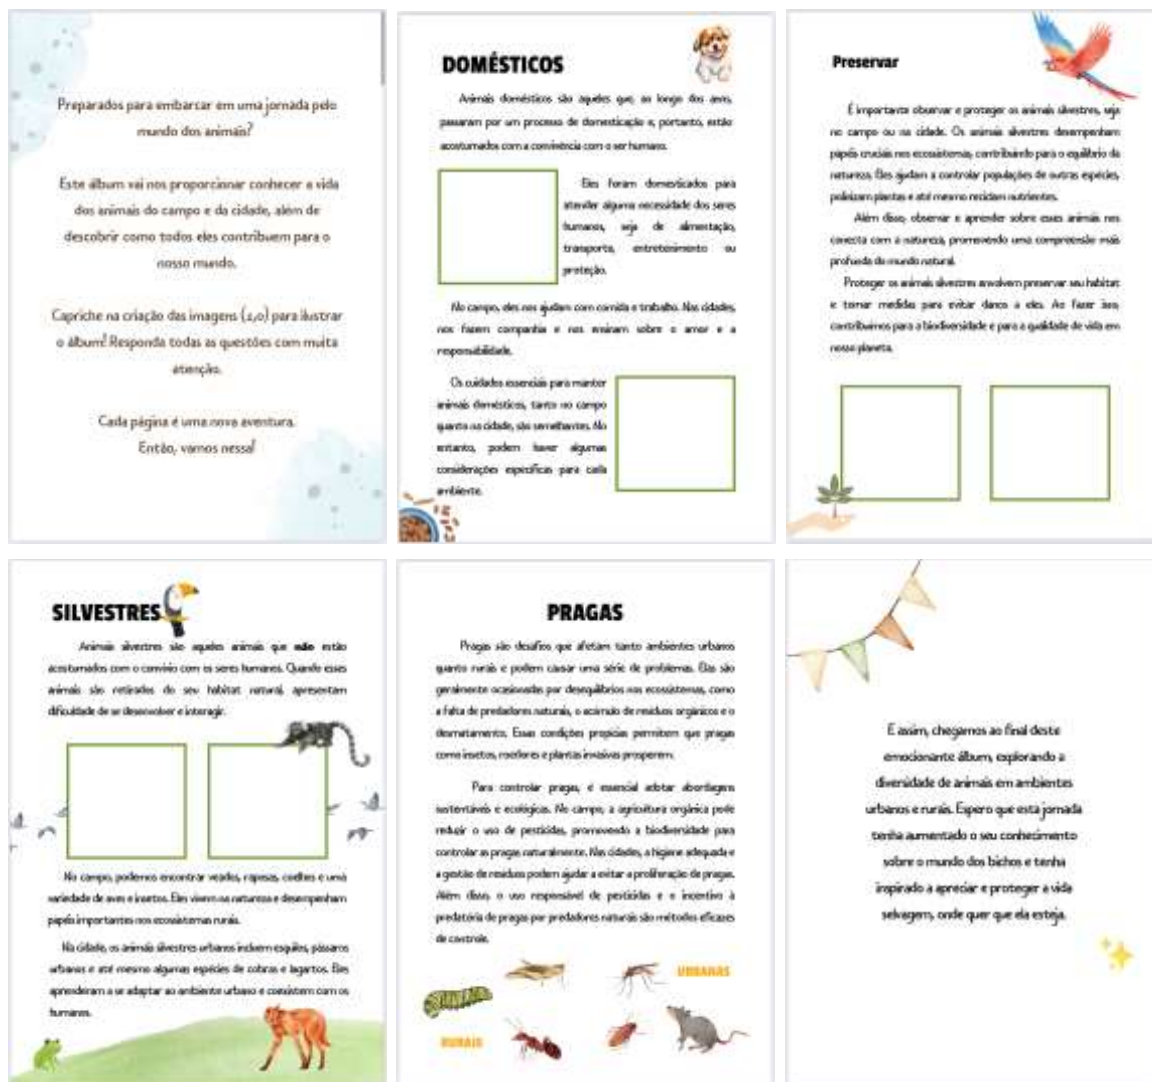 Preparados para embarcar em uma jornada pelo
mundo dos animais?
Este álbum vai nos proporcionar conhecer a vida
dos animais do campo e da cidade, além de
descobrir como todos eles contribuem para o
nosso mundo.
Capriche na criação das imagens (2,0) para ilustrar
o álbum! Responda todas as questões com muita
atenção.
Cada página é uma nova aventura.
Então, vamos nessa!
DOMÉSTICOS
Animais domésticos são aqueles que, ao longo dos anos,
passaram por um processo de domesticação e, portanto, estão
acostumados com a convivência com o ser humano.
Eles foram domesticados para
atender alguma necessidade dos seres
humanos, seja de alimentação,
transporte, entretenimento ou
proteção.
No campo, eles nos ajudam com comida e trabalho. Nas cidades,
nos fazem companhia e nos ensinam sobre o amor e a
responsabilidade.
Os cuidados essenciais para manter
animais domésticos, tanto no campo
quanto na cidade, são semelhantes. No
entanto, podem haver algumas
considerações específicas para cada
ambiente.
Preservar
É importante observar e proteger os animais silvestres, seja
no campo ou na cidade. Os animais silvestres desempenham
papéis cruciais nos ecossistemas, contribuindo para o equilíbrio da
natureza. Eles ajudam a controlar populações de outras espécies,
polinizam plantas e até mesmo reciclam nutrientes.
Além disso, observar e aprender sobre esses animais nos
conecta com a natureza, promovendo uma compreensão mais
profunda do mundo natural.
Proteger os animais silvestres envolvem preservar seu habitat
e tomar medidas para evitar danos a eles. Ao fazer isso,
contribuímos para a biodiversidade e para a qualidade de vida em
nosso planeta.
SILVESTRES
Animais silvestres são aqueles animais que não estão
acostumados com o convívio com os seres humanos. Quando esses
animais são retirados do seu habitat natural, apresentam
dificuldade de se desenvolver e interagir.
No campo, podemos encontrar veados, raposas, coelhos e uma
variedade de aves e insetos. Eles vivem na natureza e desempenham
papéis importantes nos ecossistemas rurais.
Na cidade, os animais silvestres urbanos incluem esquilos, pássaros
urbanos e até mesmo algumas espécies de cobras e lagartos. Eles
aprenderam a se adaptar ao ambiente urbano e coexistem com os
humanos.
PRAGAS
Pragas são desafios que afetam tanto ambientes urbanos
quanto rurais e podem causar uma série de problemas. Elas são
geralmente ocasionadas por desequilíbrios nos ecossistemas, como
a falta de predadores naturais, o acúmulo de resíduos orgânicos e o
desmatamento. Essas condições propícias permitem que pragas
como insetos, roedores e plantas invasivas prosperem.
Para controlar pragas, é essencial adotar abordagens
sustentáveis e ecológicas. No campo, a agricultura orgânica pode
reduzir o uso de pesticidas, promovendo a biodiversidade para
controlar as pragas naturalmente. Nas cidades, a higiene adequada e
a gestão de resíduos podem ajudar a evitar a proliferação de pragas.
Além disso, o uso responsável de pesticidas e o incentivo à
predatória de pragas por predadores naturais são métodos eficazes
de controle.
URBANAS
RURAIS
E assim, chegamos ao final deste
emocionante álbum, explorando a
diversidade de animais em ambientes
urbanos e rurais. Espero que esta jornada
tenha aumentado o seu conhecimento
sobre o mundo dos bichos e tenha
inspirado a apreciar e proteger a vida
selvagem, onde quer que ela esteja.